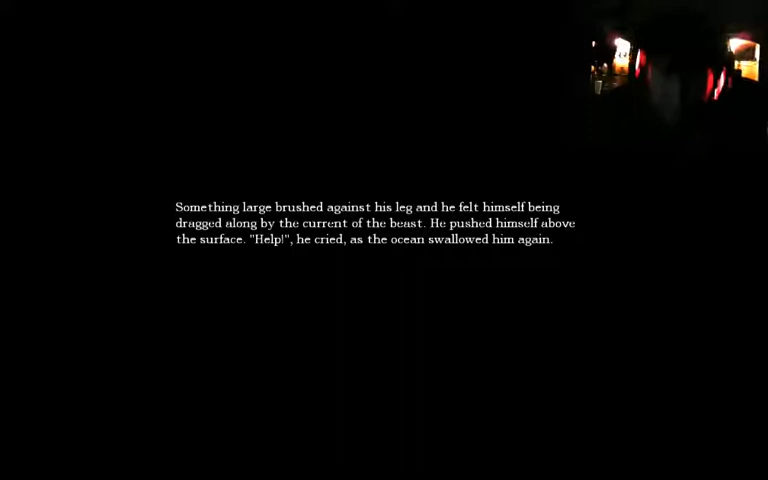 Something large brushed against his leg and he felt himself being
dragged along by the current of the beast. He pushed himself above
the surface. "Help!", he cried, as the ocean swallowed him again.